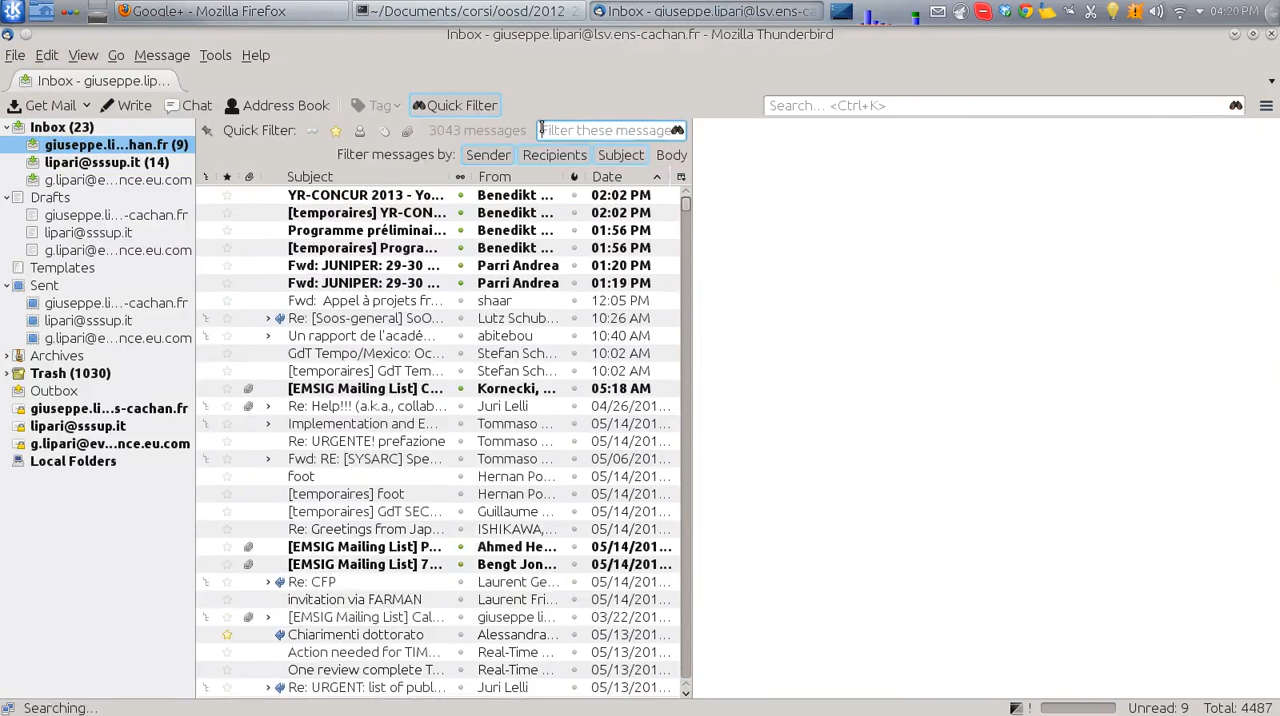 Google+ - Mozilla Firefox ~/Documents/corsi/oosd/2012_2 Inbox - giuseppe.lipari@lsv.ens-ca 04:20 PM
Inbox - giuseppe.lipari@lsv.ens-cachan.fr - Mozilla Thunderbird
File Edit View Go Message Tools Help
Inbox - giuseppe.lip...
Get Mail Write Chat Address Book Tag Quick Filter Search... <Ctrl+K>
Inbox (23) Quick Filter: 3043 messages Filter these message
giuseppe.li...han.fr (9) Filter messages by: Sender Recipients Subject Body
lipari@sssup.it (14) Subject From Date
g.lipari@e...nce.eu.com YR-CONCUR 2013 - Yo... Benedikt ... 02:02 PM
Drafts [temporaires] YR-CON... Benedikt ... 02:02 PM
giuseppe.li...-cachan.fr Programme préliminai... Benedikt ... 01:56 PM
lipari@sssup.it [temporaires] Progra... Benedikt ... 01:56 PM
g.lipari@e...nce.eu.com Fwd: JUNIPER: 29-30 ... Parri Andrea 01:20 PM
Templates Fwd: JUNIPER: 29-30 ... Parri Andrea 01:19 PM
Sent Fwd: Appel à projets fr... shaar 12:05 PM
giuseppe.li...-cachan.fr Re: [Soos-general] SoO... Lutz Schub... 10:26 AM
lipari@sssup.it Un rapport de l'acadé... abitebou 10:40 AM
g.lipari@e...nce.eu.com GdT Tempo/Mexico: Oc... Stefan Sch... 10:02 AM
Archives [temporaires] GdT Tem... Stefan Sch... 10:02 AM
Trash (1030) [EMSIG Mailing List] C... Kornecki, ... 05:18 AM
Outbox Re: Help!!! (a.k.a., collab... Juri Lelli 04/26/201...
giuseppe.li...s-cachan.fr Implementation and E... Tommaso ... 05/14/201...
lipari@sssup.it Re: URGENTE! prefazione Tommaso ... 05/14/201...
g.lipari@ev...nce.eu.com Fwd: RE: [SYSARC] Spe... Tommaso ... 05/06/201...
Local Folders foot Hernan Po... 05/14/201...
[temporaires] foot Hernan Po... 05/14/201...
[temporaires] GdT SEC... Guillaume ... 05/14/201...
Re: Greetings from Jap... ISHIKAWA,... 05/14/201...
[EMSIG Mailing List] P... Ahmed He... 05/14/201...
[EMSIG Mailing List] 7... Bengt Jon... 05/14/201...
Re: CFP Laurent Ge... 05/14/201...
invitation via FARMAN Laurent Fri... 05/14/201...
[EMSIG Mailing List] Cal... giuseppe li... 03/22/201...
Chiarimenti dottorato Alessandra... 05/13/201...
Action needed for TIM... Real-Time ... 05/13/201...
One review complete T... Real-Time ... 05/13/201...
Re: URGENT: list of publ... Juri Lelli 05/13/201...
Searching... Unread: 9 Total: 4487